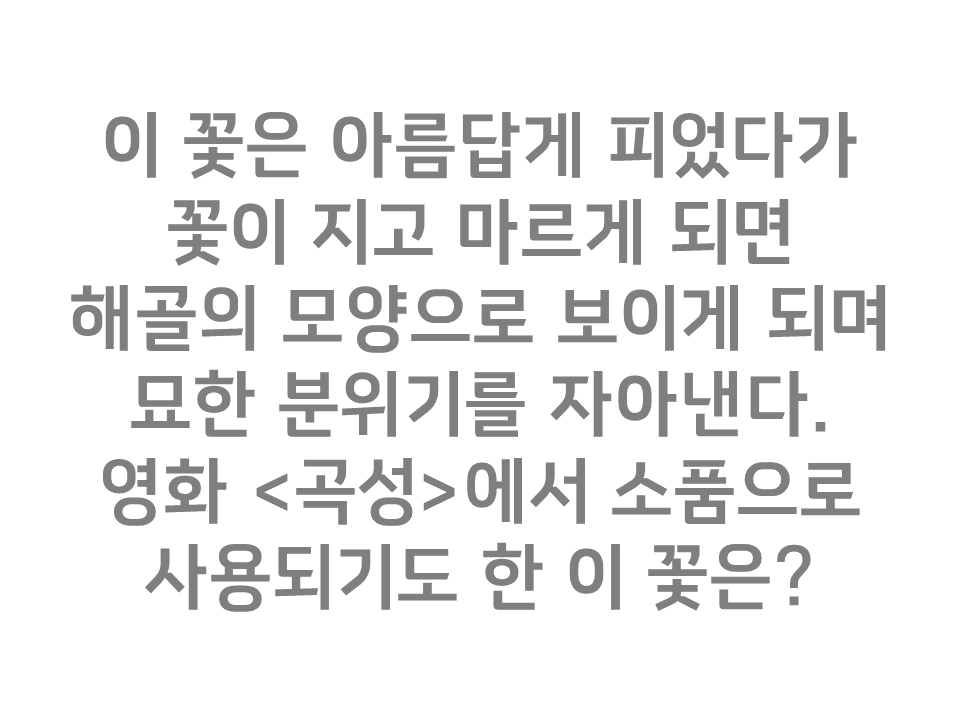 이 꽃은 아름답게 피었다가
꽃이 지고 마르게 되면
해골의 모양으로 보이게 되며
묘한 분위기를 자아낸다.
영화 <곡성>에서 소품으로
사용되기도 한 이 꽃은?